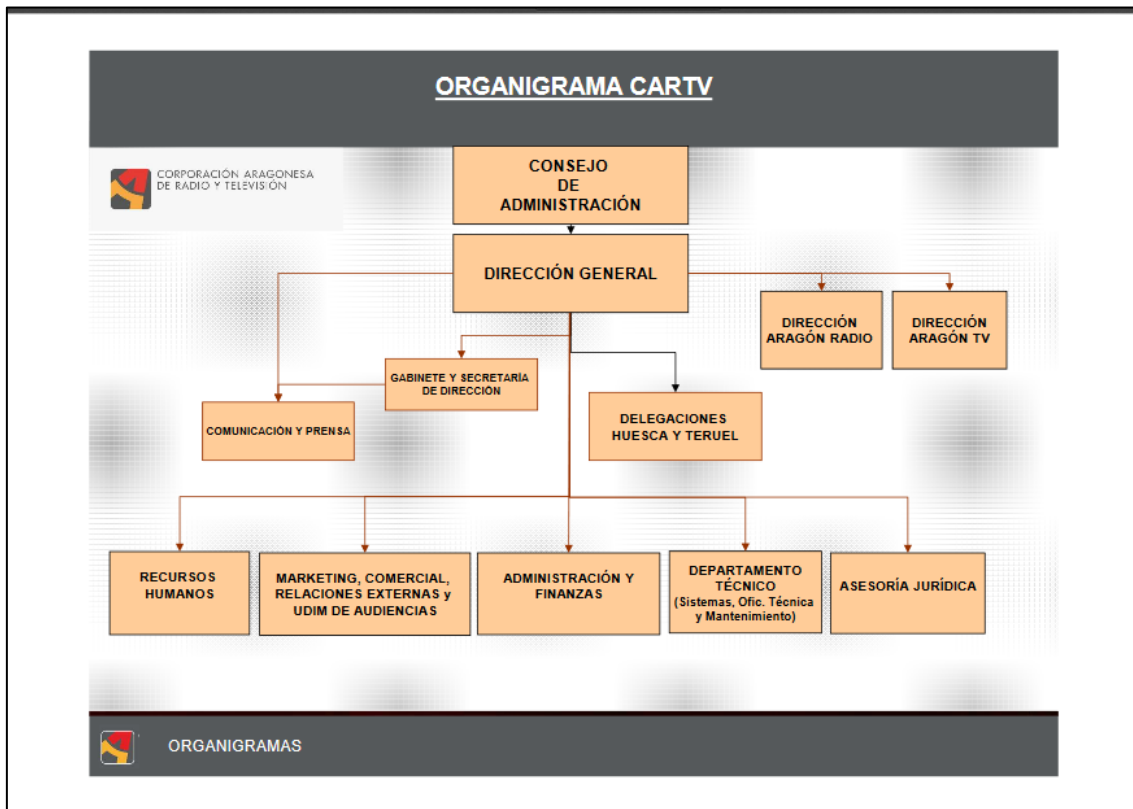 ORGANIGRAMA CARTV
CORPORACIÓN ARAGONESA
DE RADIO Y TELEVISIÓN
CONSEJO
DE
ADMINISTRACIÓN
DIRECCIÓN GENERAL
DIRECCIÓN
ARAGÓN RADIO
DIRECCIÓN
ARAGÓN TV
GABINETE Y SECRETARÍA
DE DIRECCIÓN
COMUNICACIÓN Y PRENSA
DELEGACIONES
HUESCA Y TERUEL
RECURSOS
HUMANOS
MARKETING, COMERCIAL,
RELACIONES EXTERNAS y
UDIM DE AUDIENCIAS
ADMINISTRACIÓN Y
FINANZAS
DEPARTAMENTO
TÉCNICO
(Sistemas, Ofic. Técnica
y Mantenimiento)
ASESORÍA JURÍDICA
ORGANIGRAMAS